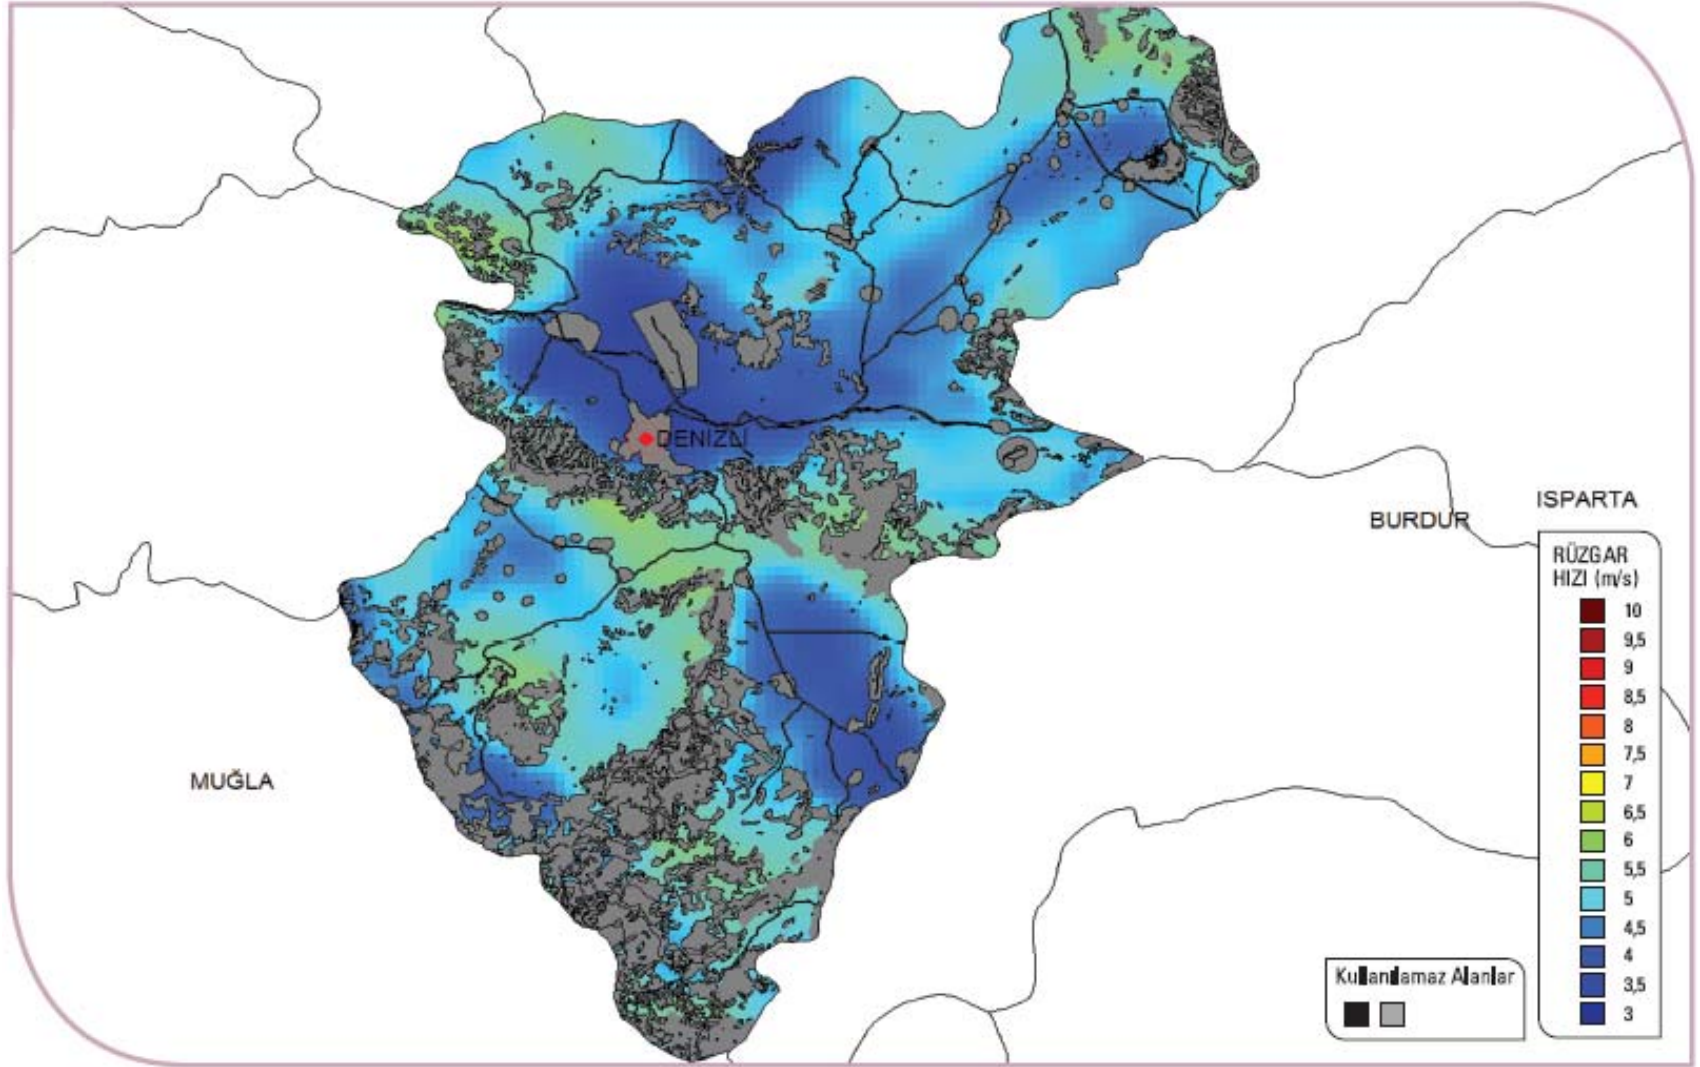 DENİZLİ
ISPARTA
BURDUR
MUĞLA
RÜZGAR
HIZI (m/s)
10
9,5
9
8,5
8
7,5
7
6,5
6
5,5
5
4,5
4
3,5
3
Kullanılamaz Alanlar